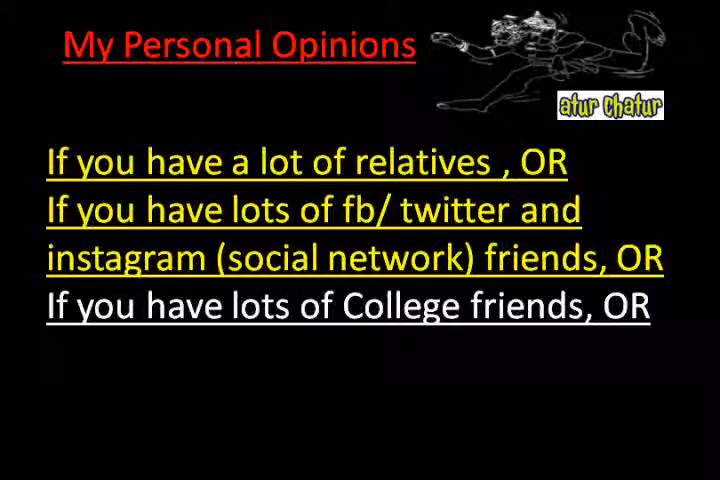 My Personal Opinions
atur chatur
If you have a lot of relatives , OR
If you have lots of fb/ twitter and
instagram (social network) friends, OR
If you have lots of College friends, OR